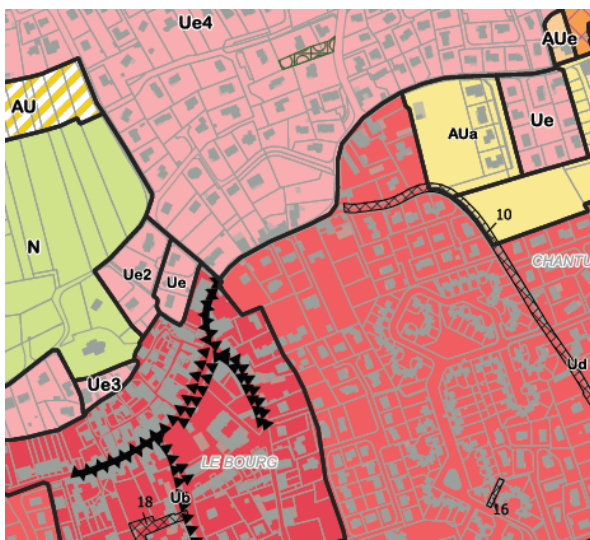 Ue4
AUe
AU
AUa
Ue
10
N
Ue2
Ue
CHANTU
Ud
Ue3
LE BOURG
18
Ub
16